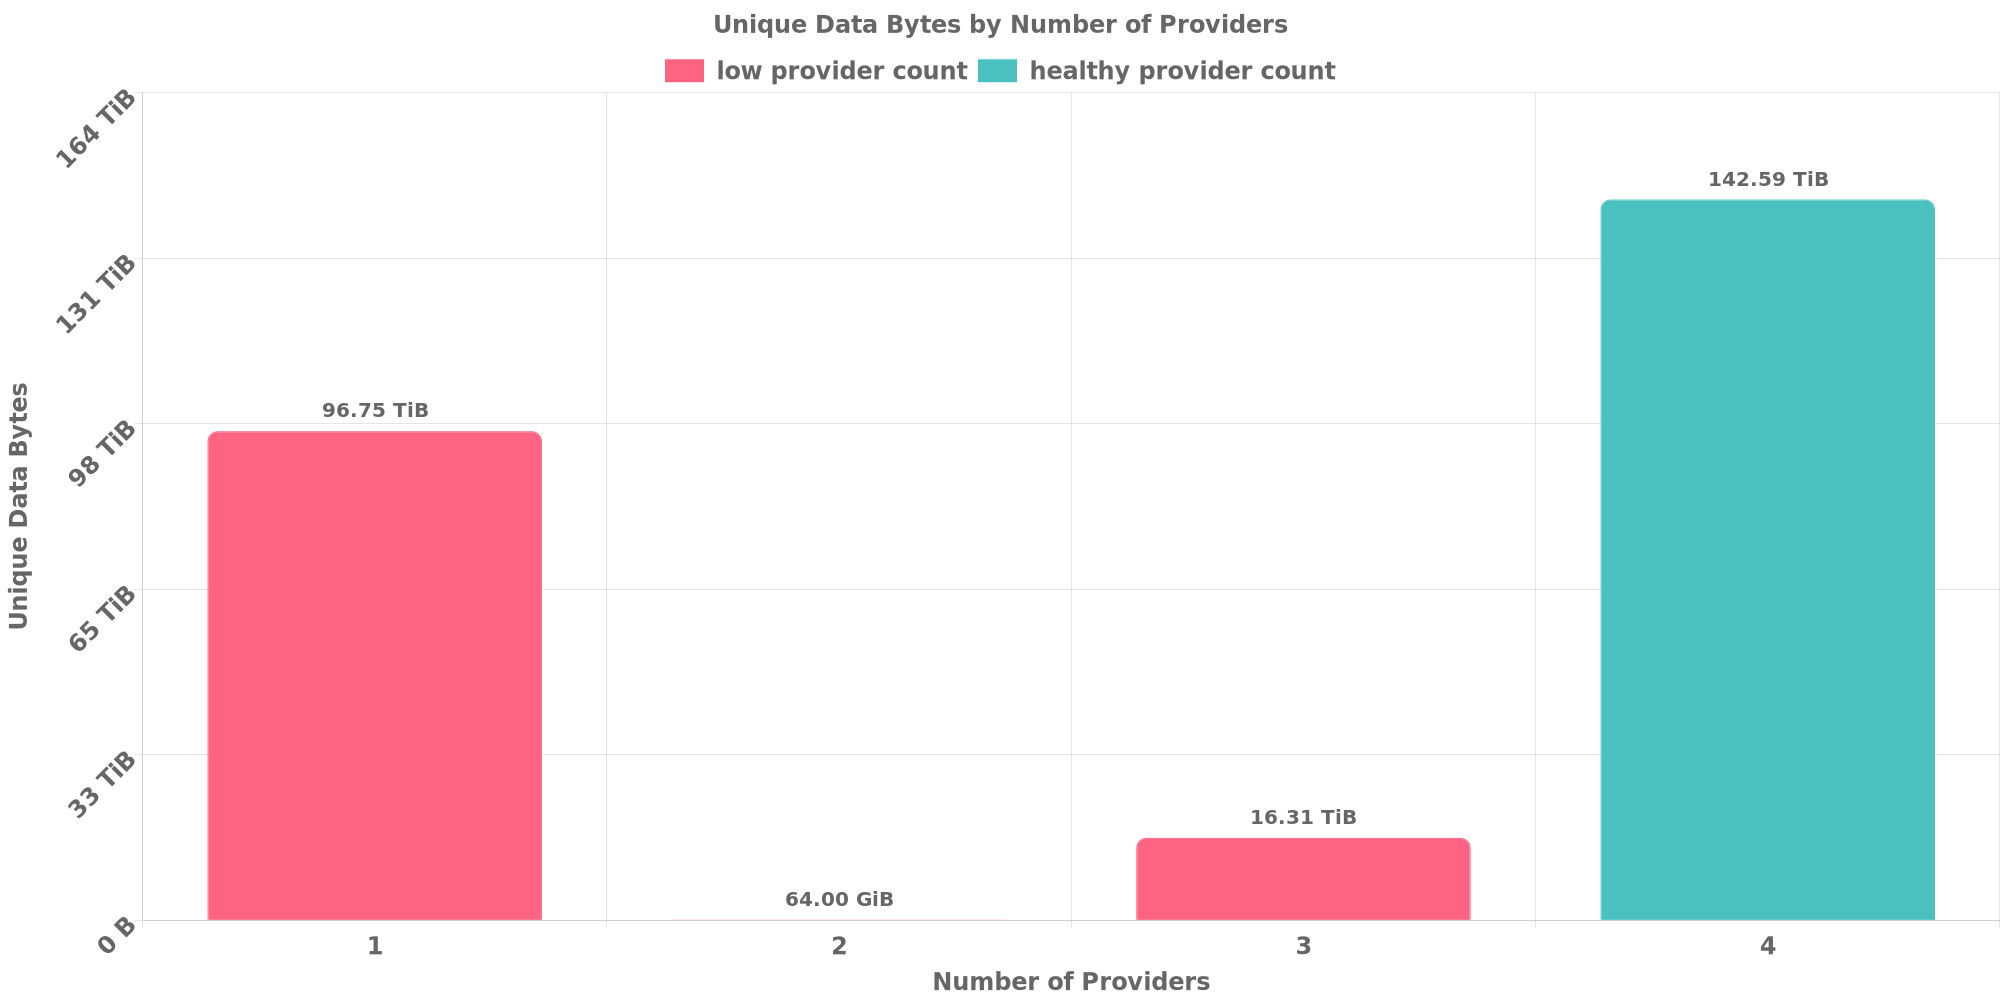 Unique Data Bytes by Number of Providers
low provider count
healthy provider count
164 TiB
131 TiB
98 TiB
65 TiB
33 TiB
0 B
Unique Data Bytes
96.75 TiB
64.00 GiB
16.31 TiB
142.59 TiB
1
2
3
4
Number of Providers